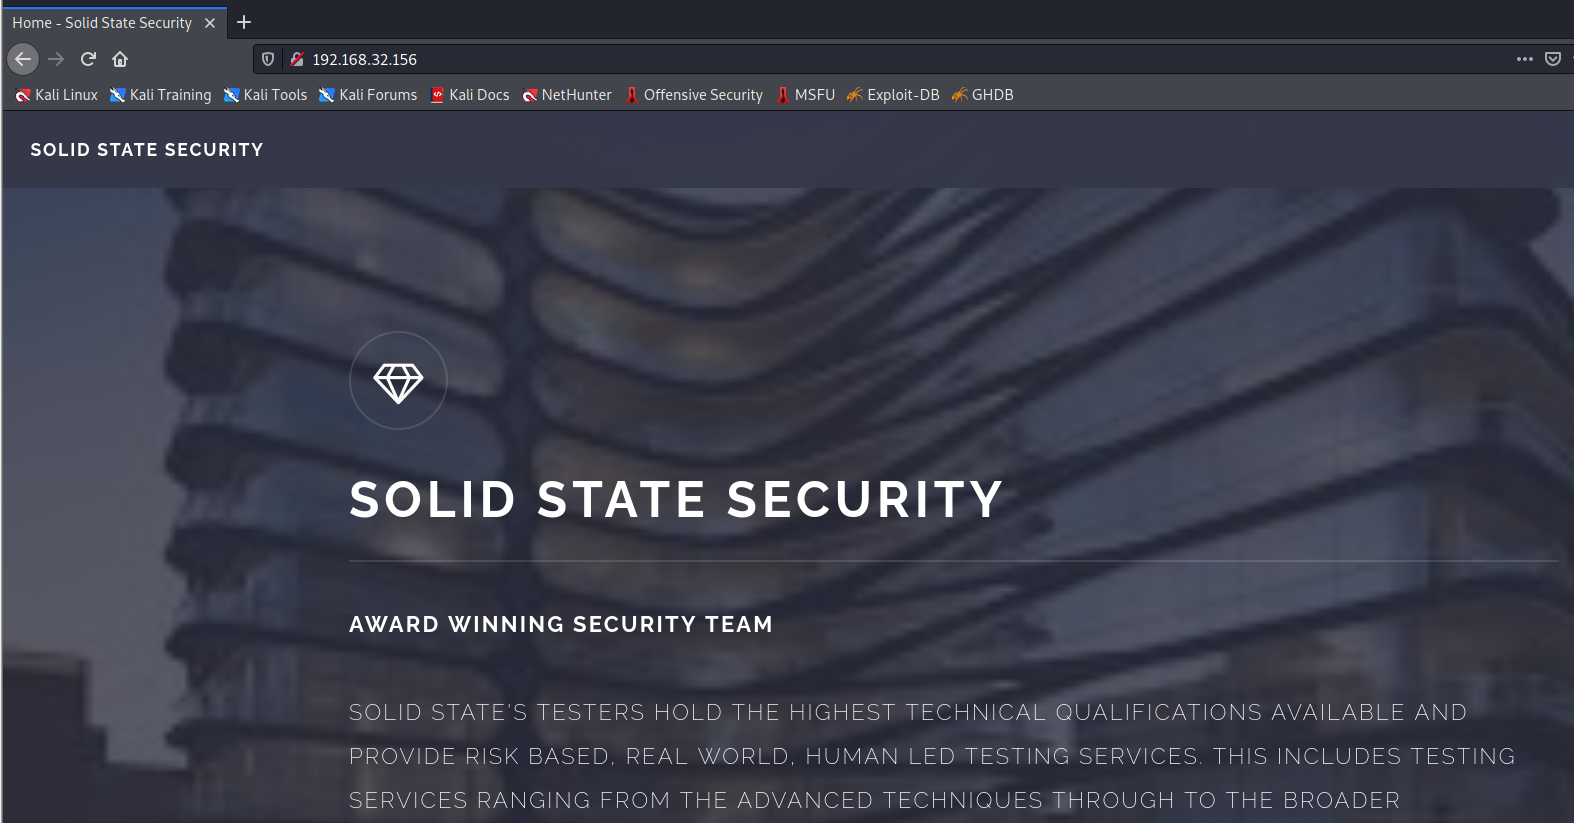 Home - Solid State Security
192.168.32.156
Kali Linux Kali Training Kali Tools Kali Forums Kali Docs NetHunter Offensive Security MSFU Exploit-DB GHDB
SOLID STATE SECURITY
SOLID STATE SECURITY
AWARD WINNING SECURITY TEAM
SOLID STATE'S TESTERS HOLD THE HIGHEST TECHNICAL QUALIFICATIONS AVAILABLE AND
PROVIDE RISK BASED, REAL WORLD, HUMAN LED TESTING SERVICES. THIS INCLUDES TESTING
SERVICES RANGING FROM THE ADVANCED TECHNIQUES THROUGH TO THE BROADER